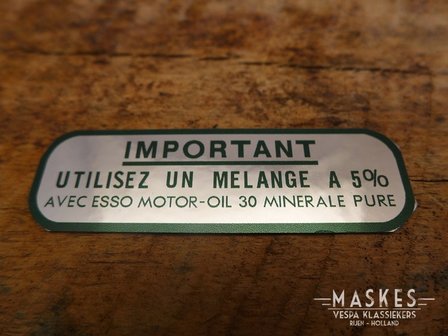 IMPORTANT
UTILISEZ UN MELANGE A 5%
AVEC ESSO MOTOR-OIL 30 MINERALE PURE
MASKES
VESPA KLASSIEKERS
RIJEN - HOLLAND